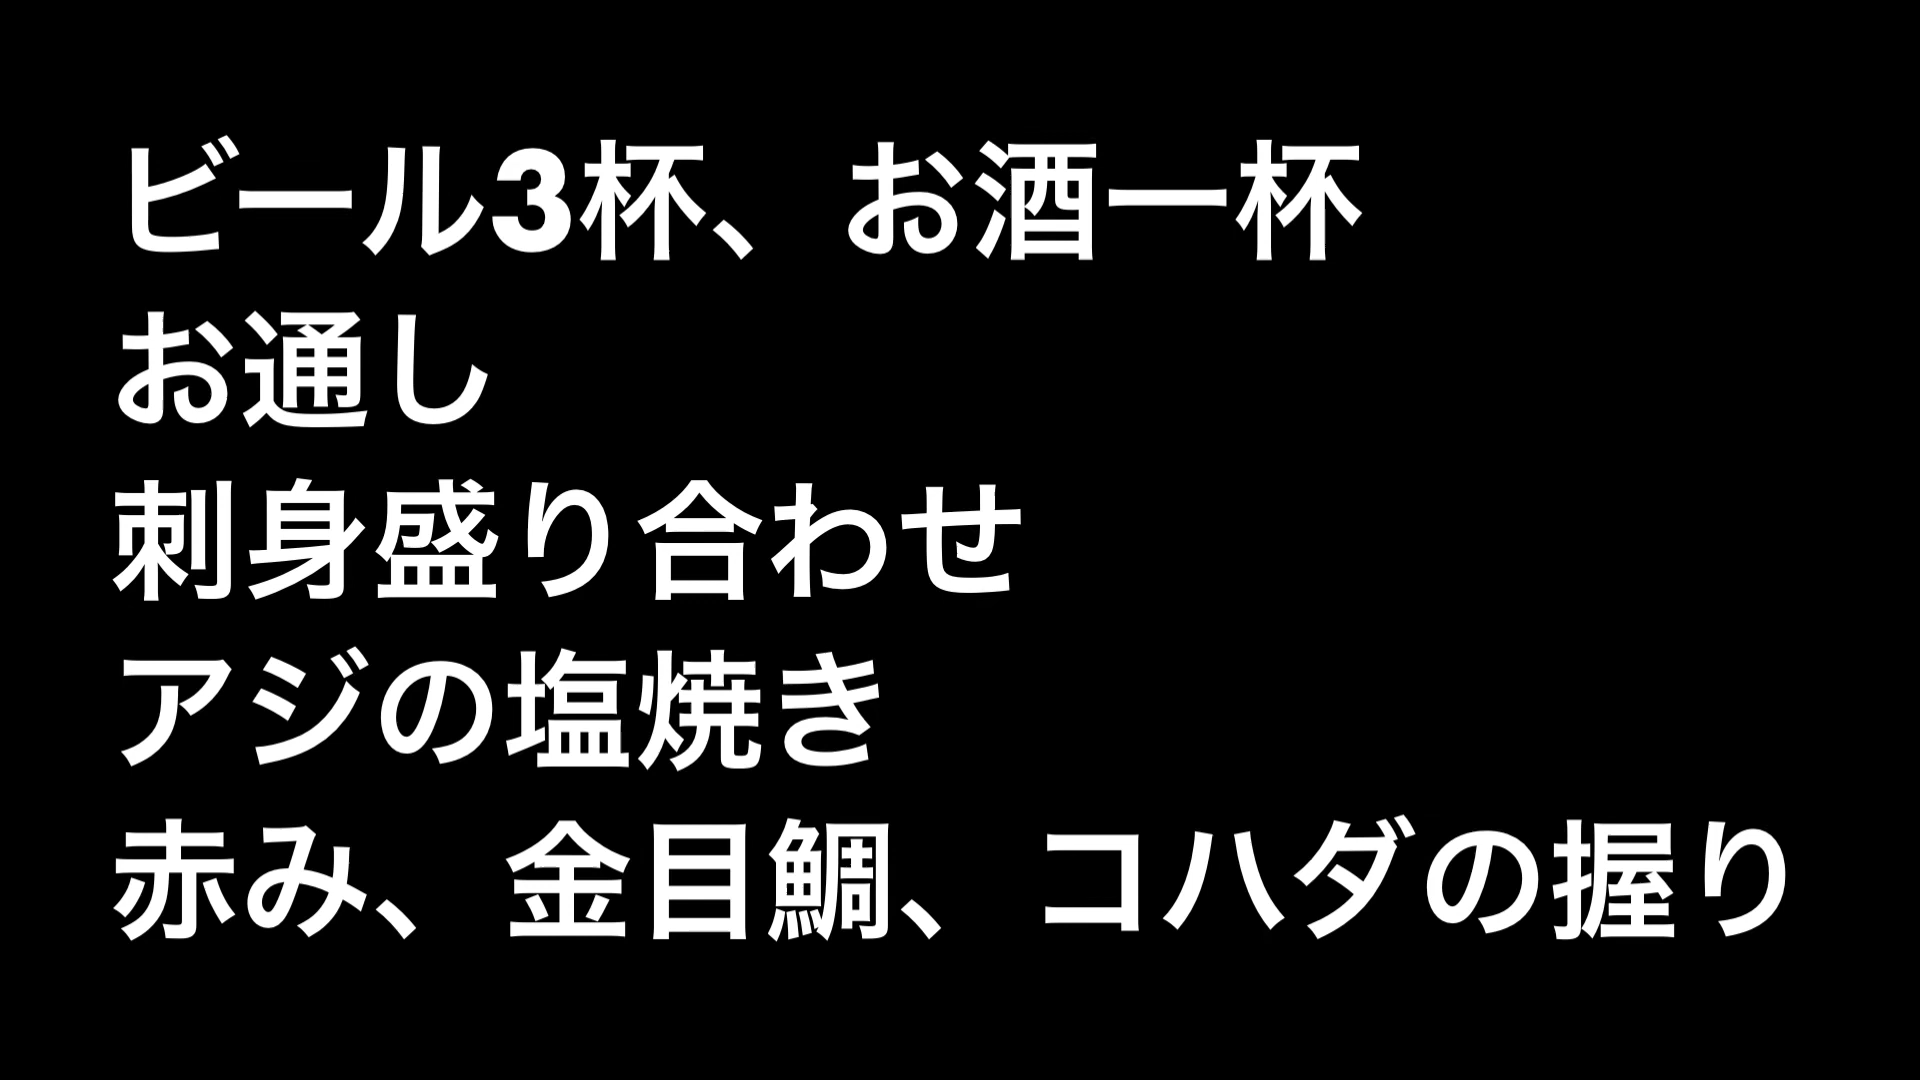 ビール3杯、お酒一杯
お通し
刺身盛り合わせ
アジの塩焼き
赤み、金目鯛、コハダの握り